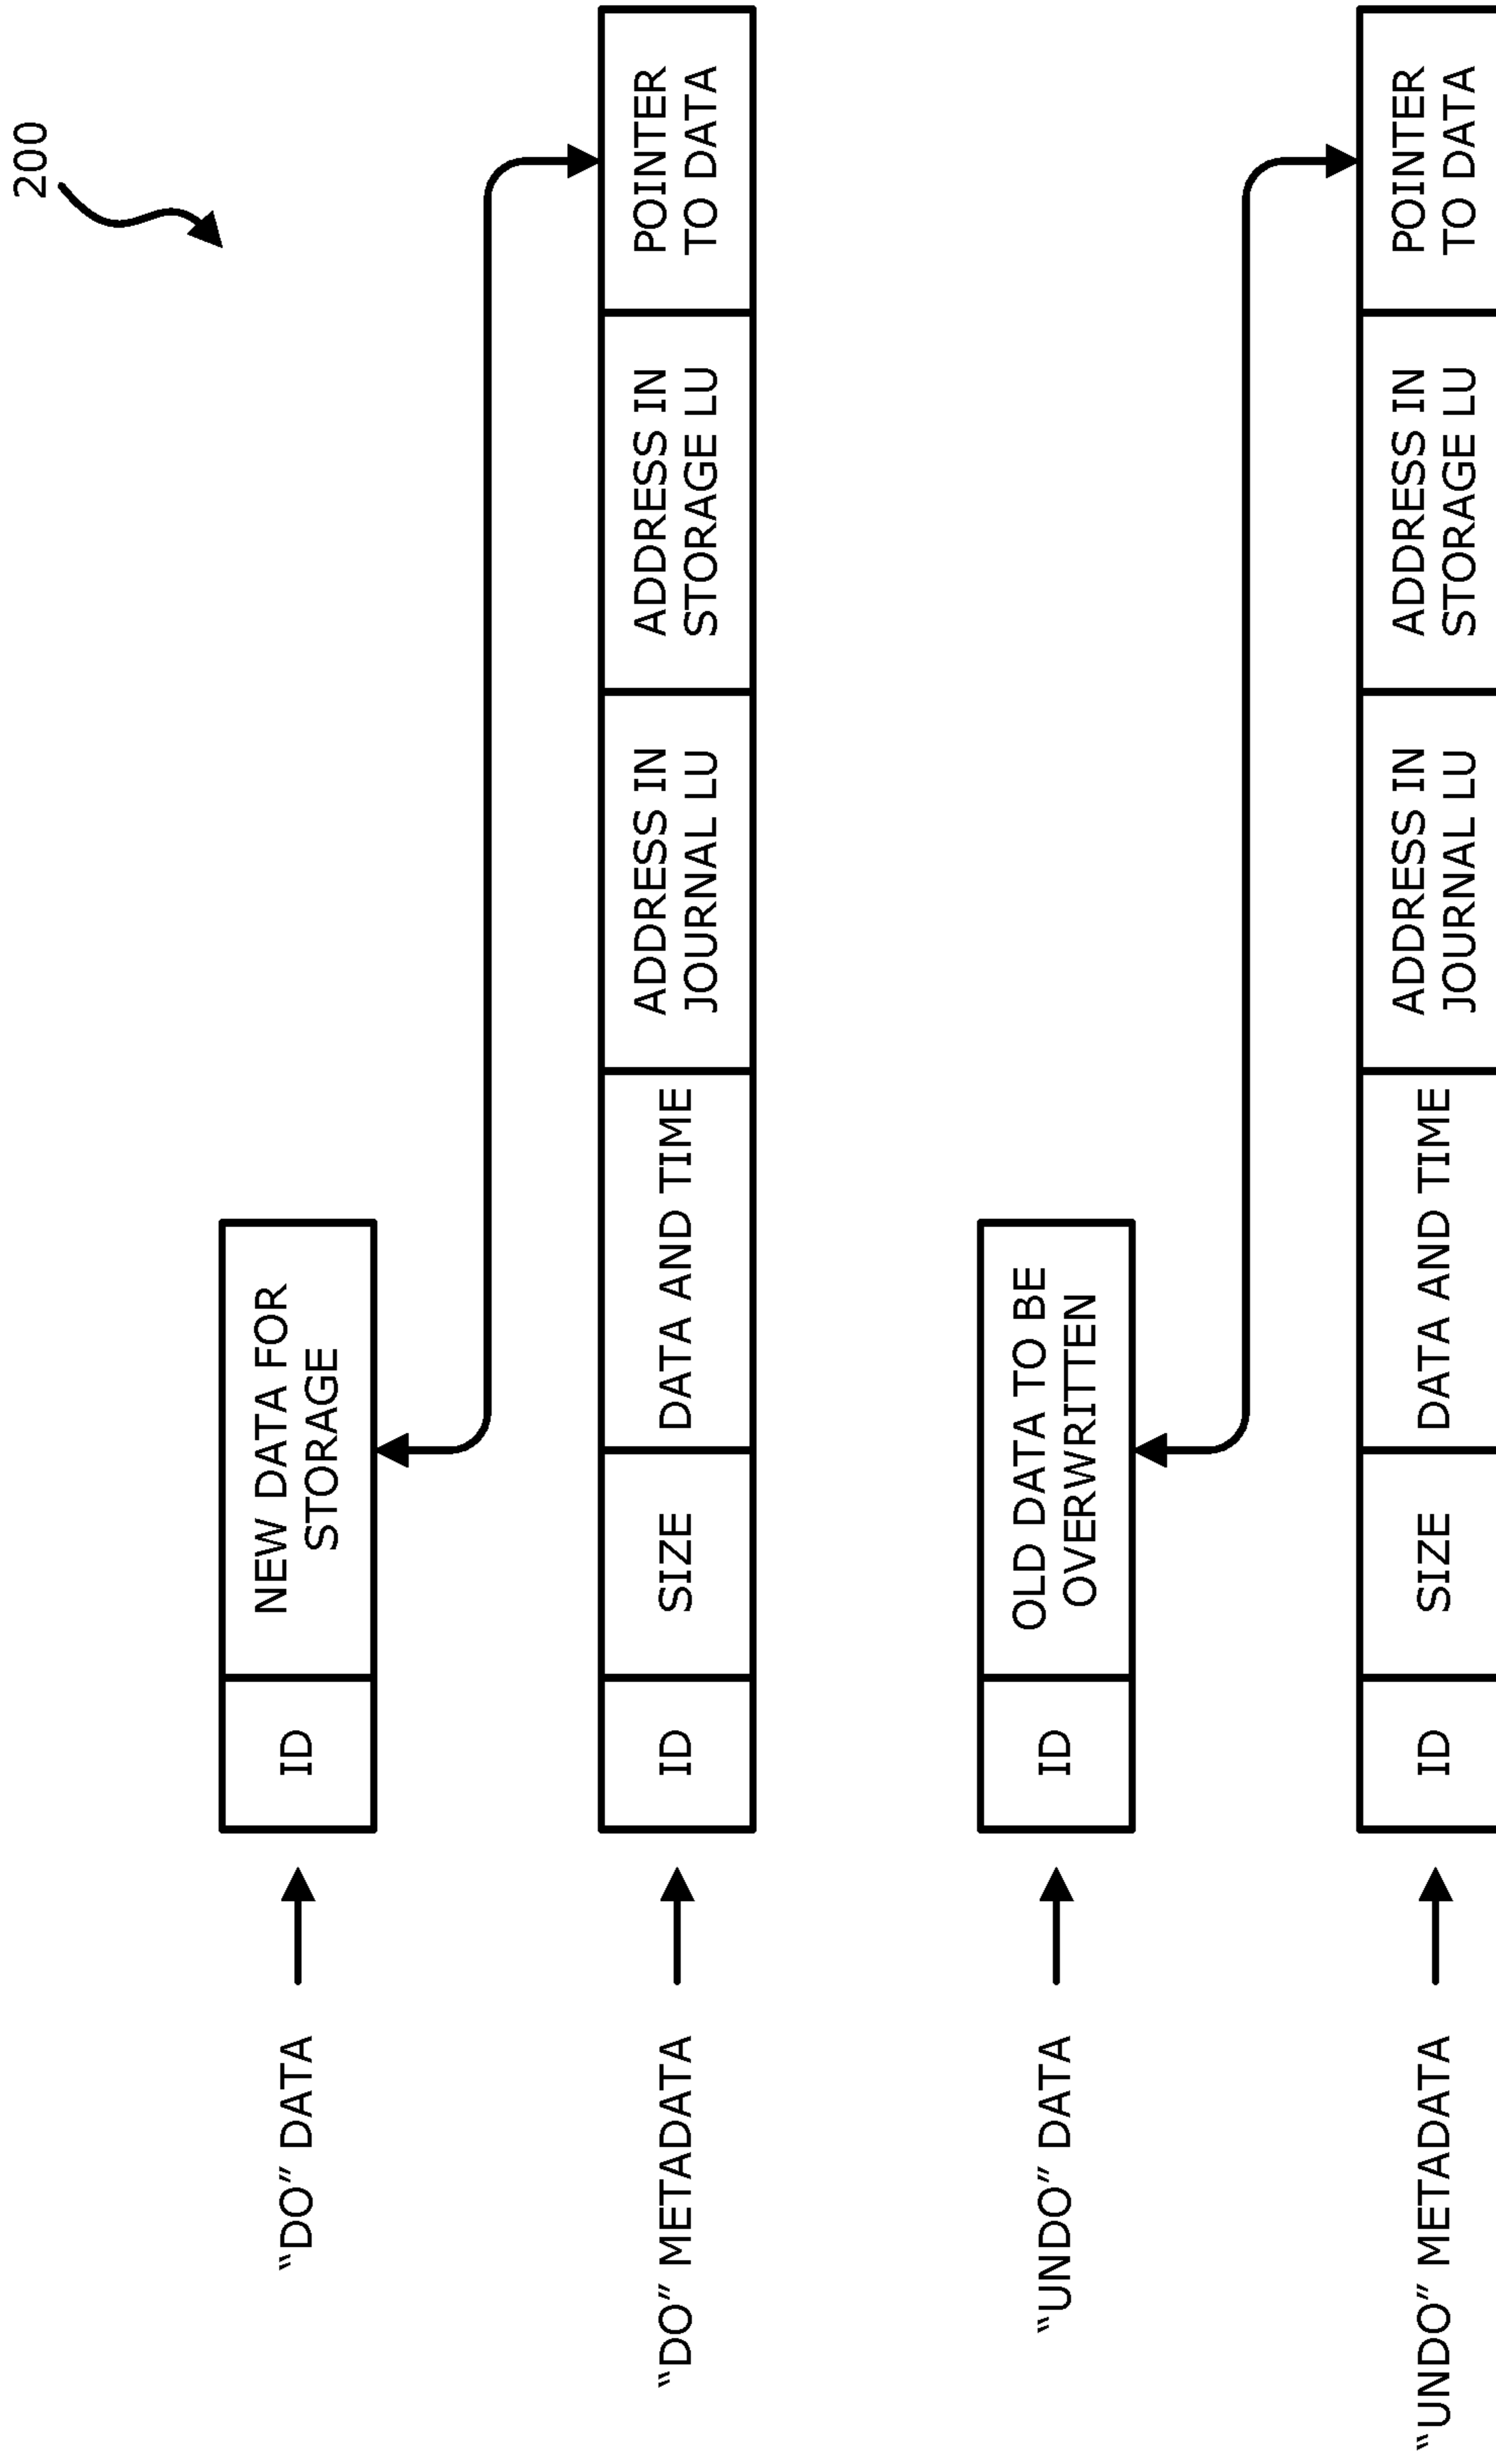 200
“DO” DATA
ID
NEW DATA FOR
STORAGE
“DO” METADATA
ID
SIZE
DATA AND TIME
ADDRESS IN
JOURNAL LU
ADDRESS IN
STORAGE LU
POINTER
TO DATA
“UNDO” DATA
ID
OLD DATA TO BE
OVERWRITTEN
“UNDO” METADATA
ID
SIZE
DATA AND TIME
ADDRESS IN
JOURNAL LU
ADDRESS IN
STORAGE LU
POINTER
TO DATA